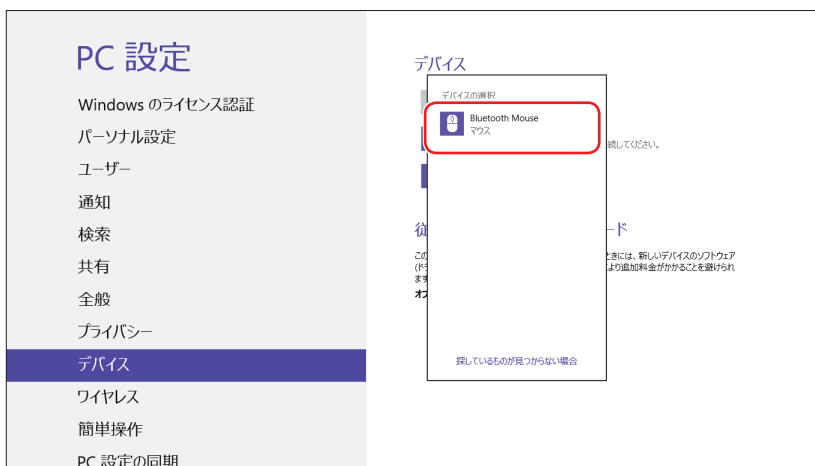 PC 設定
Windows のライセンス認証
パーソナル設定
ユーザー
通知
検索
共有
全般
プライバシー
デバイス
ワイヤレス
簡単操作
PC 設定の同期
デバイス
デバイスの選択
Bluetooth Mouse
マウス
続してください。
従
ード
この
ときには、新しいデバイスのソフトウェア
(ド
より追加料金がかかることを避けられ
ます
オフ
探しているものが見つからない場合